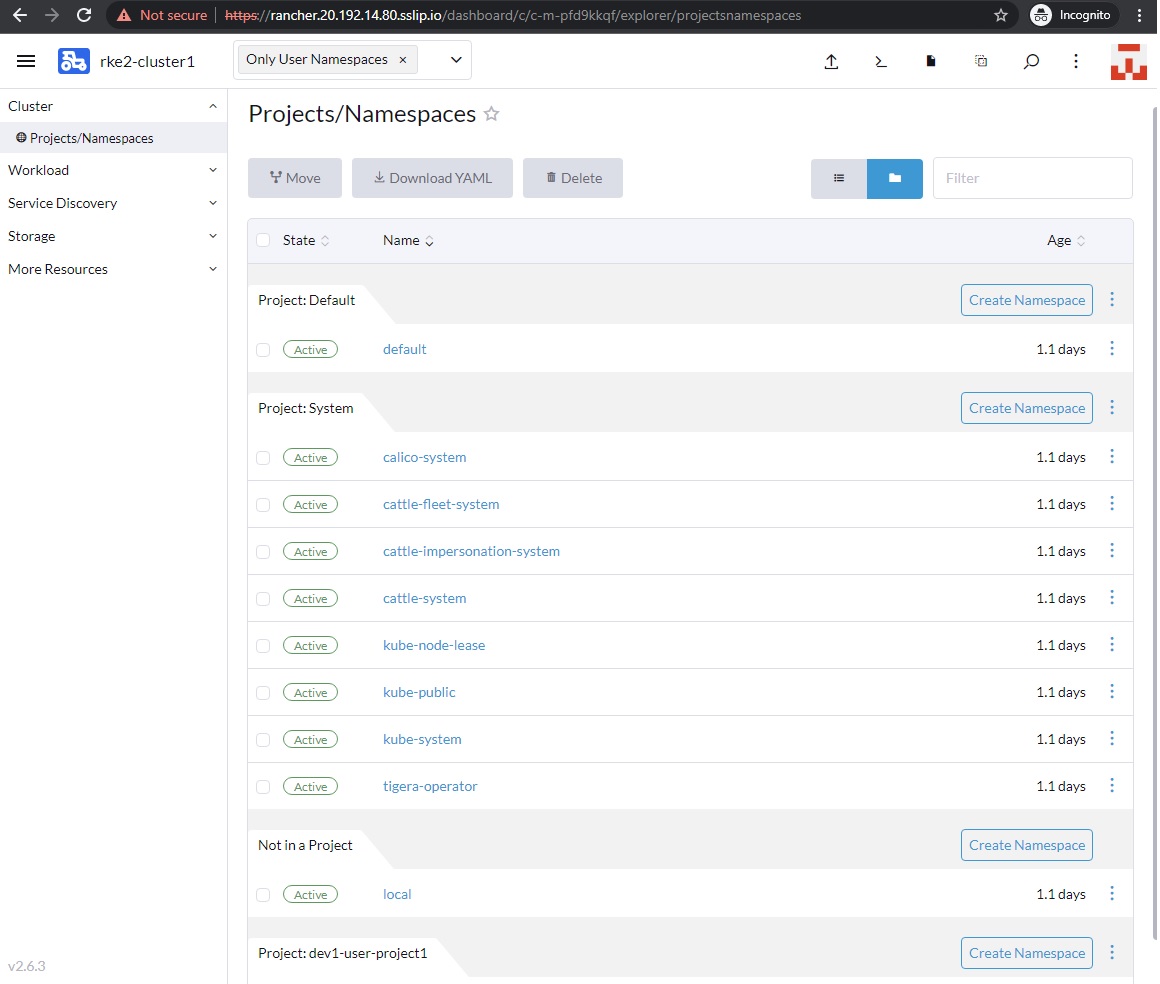 Not secure | https://rancher.20.192.14.80.sslip.io/dashboard/c/c-m-pfd9kkqf/explorer/projectsnamespaces Incognito
rke2-cluster1 Only User Namespaces ×
Cluster
Projects/Namespaces
Workload
Service Discovery
Storage
More Resources
v2.6.3
Projects/Namespaces
Move Download YAML Delete Filter
State Name Age
Project: Default Create Namespace
Active default 1.1 days
Project: System Create Namespace
Active calico-system 1.1 days
Active cattle-fleet-system 1.1 days
Active cattle-impersonation-system 1.1 days
Active cattle-system 1.1 days
Active kube-node-lease 1.1 days
Active kube-public 1.1 days
Active kube-system 1.1 days
Active tigera-operator 1.1 days
Not in a Project Create Namespace
Active local 1.1 days
Project: dev1-user-project1 Create Namespace